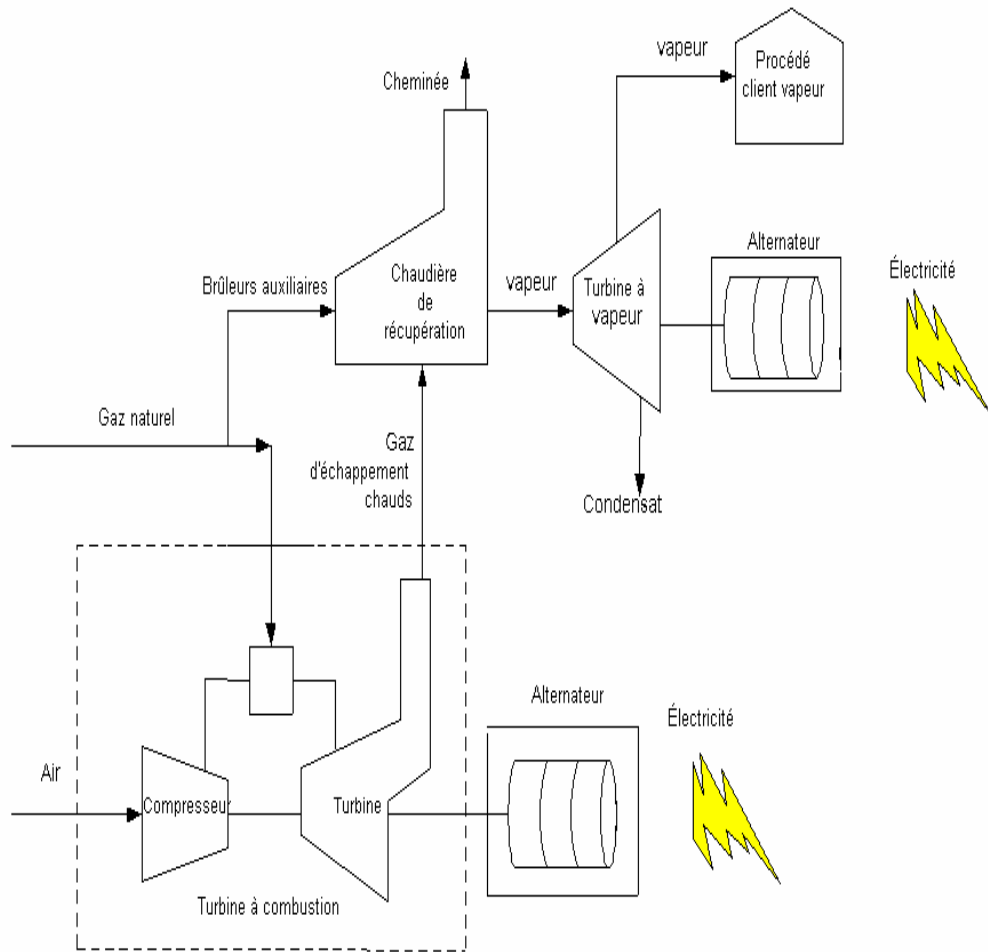 vapeur
Procédé
client vapeur
Cheminée
Alternateur
Électricité
Brûleurs auxiliaires
Chaudière
de
récupération
vapeur
Turbine à
vapeur
Gaz naturel
Gaz
d'échappement
chauds
Condensat
Alternateur
Électricité
Air
Compresseur
Turbine
Turbine à combustion